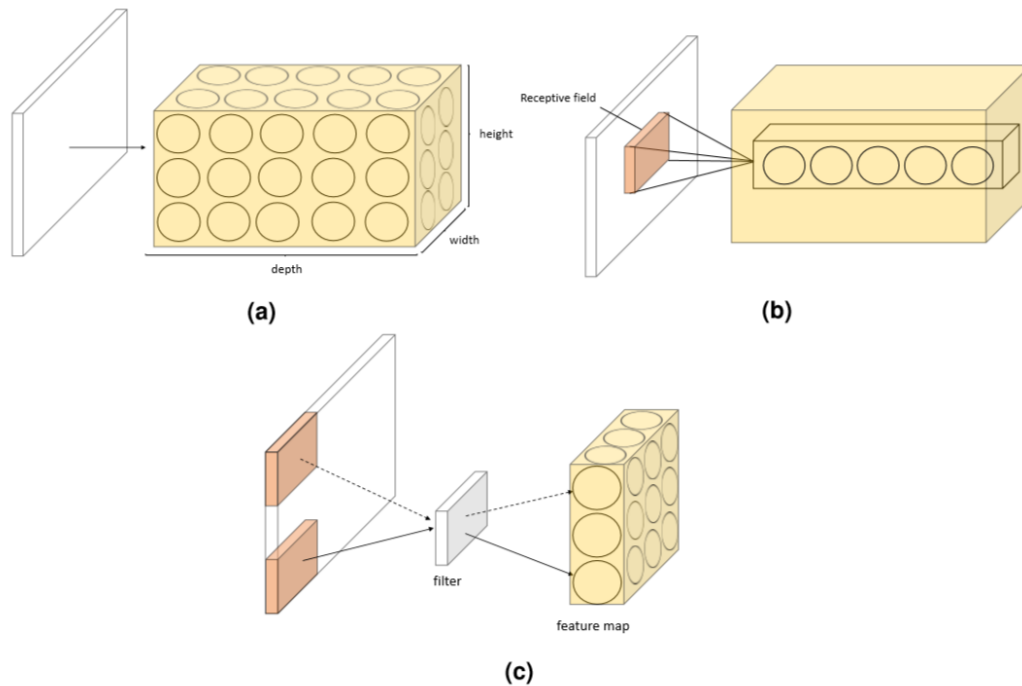 height
width
depth
(a)
Receptive field
(b)
filter
feature map
(c)